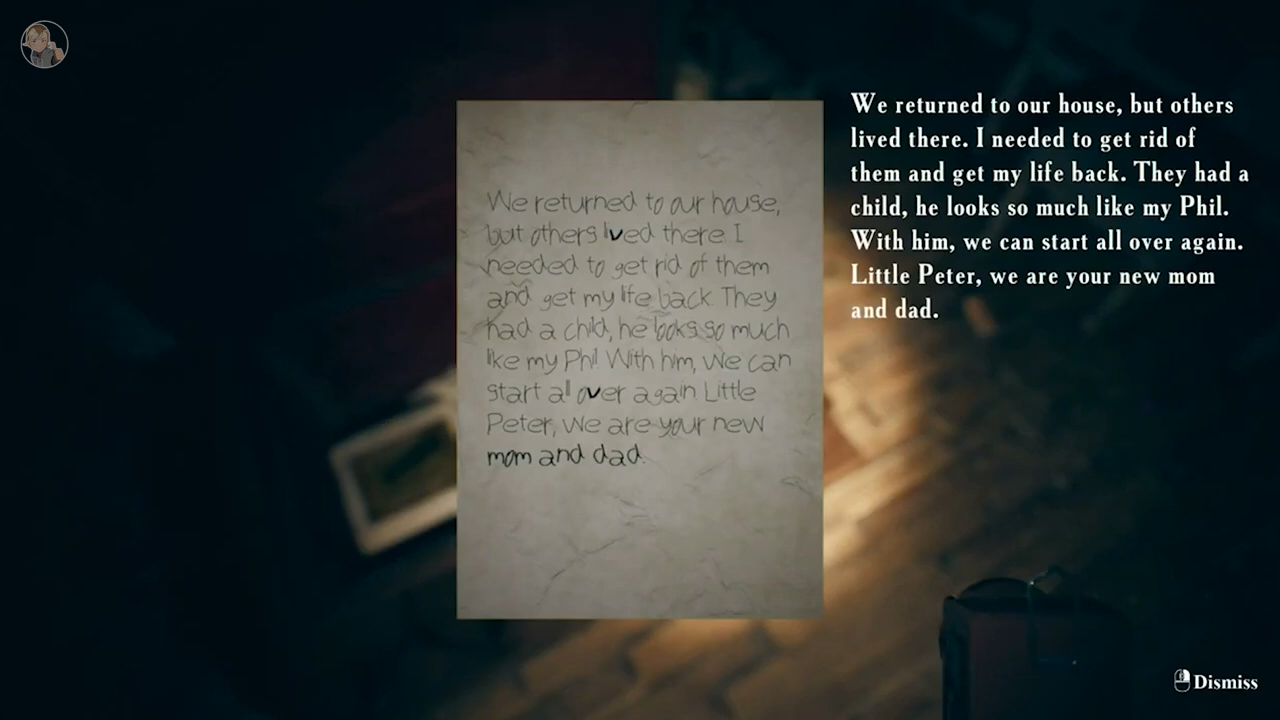 We returned to our house,
but others lived there I
needed to get rid of them
and get my life back They
had a child, he looks so much
like my Phil With him, we can
start all over again Little
Peter, we are your new
mom and dad.
We returned to our house, but others
lived there. I needed to get rid of
them and get my life back. They had a
child, he looks so much like my Phil.
With him, we can start all over again.
Little Peter, we are your new mom
and dad.
Dismiss